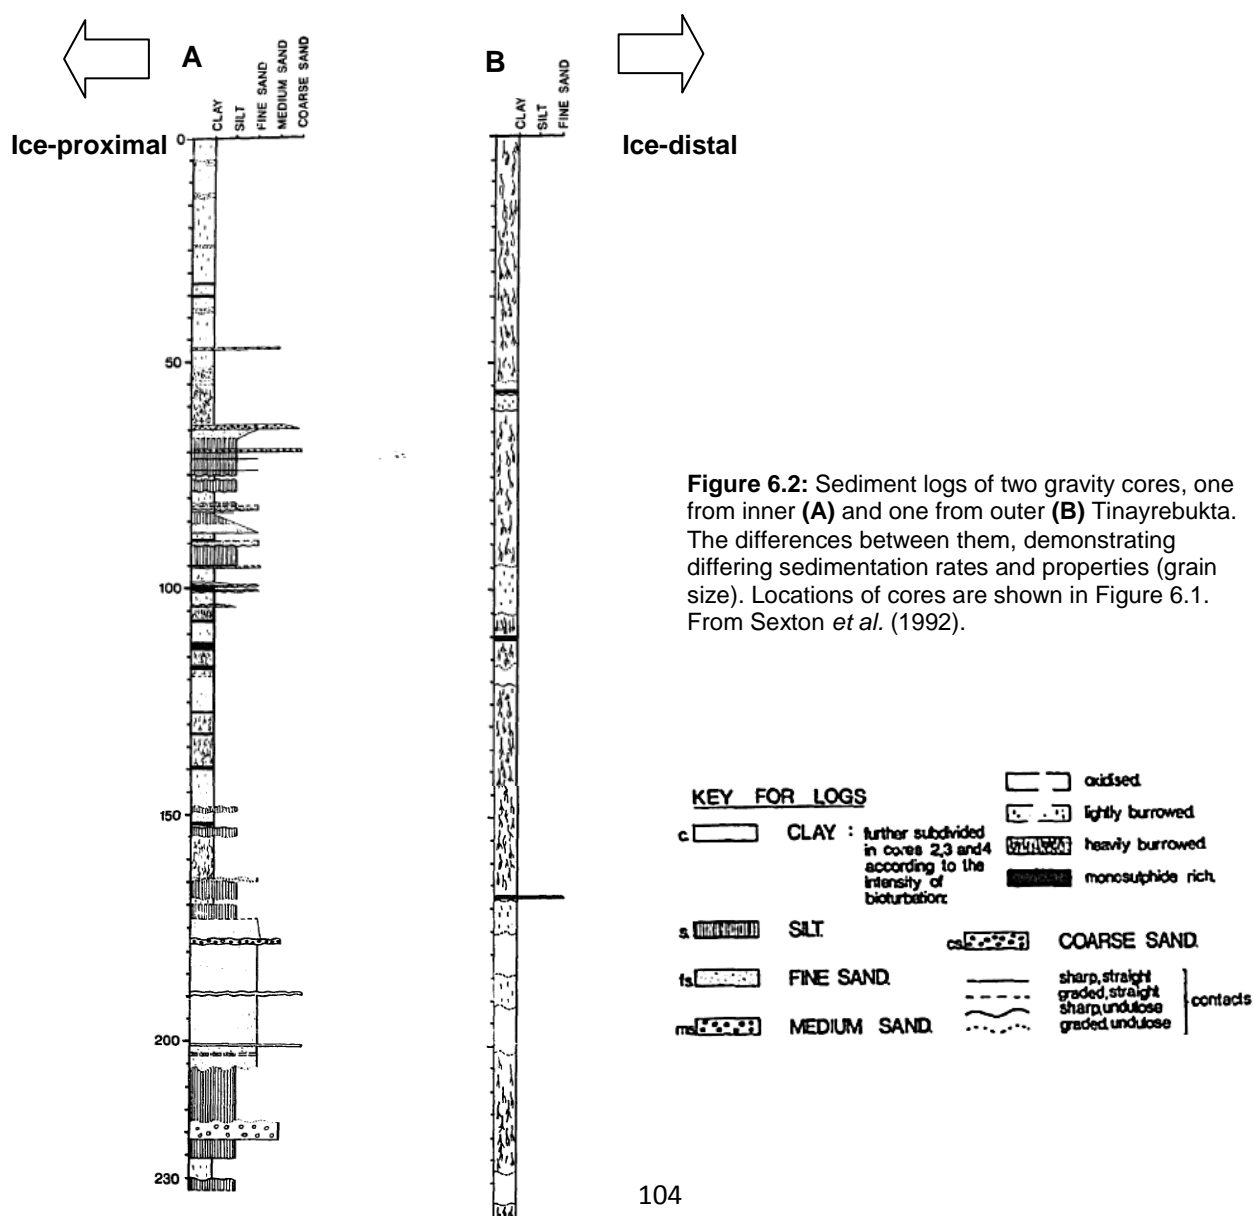 A
B
CLAY
SILT
FINE SAND
MEDIUM SAND
COARSE SAND
CLAY
SILT
FINE SAND
Ice-proximal
Ice-distal
0
50
100
150
200
230
Figure 6.2: Sediment logs of two gravity cores, one
from inner (A) and one from outer (B) Tinayrebukta.
The differences between them, demonstrating
differing sedimentation rates and properties (grain
size). Locations of cores are shown in Figure 6.1.
From Sexton et al. (1992).
KEY FOR LOGS
c. CLAY : further subdivided
in cores 2,3 and 4
according to the
intensity of
bioturbation:
oxidised.
lightly burrowed.
heavily burrowed.
monosulphide rich.
s. SILT.
fs. FINE SAND.
ms. MEDIUM SAND.
cs. COARSE SAND.
sharp, straight
graded, straight
sharp, undulose
graded, undulose
contacts
104